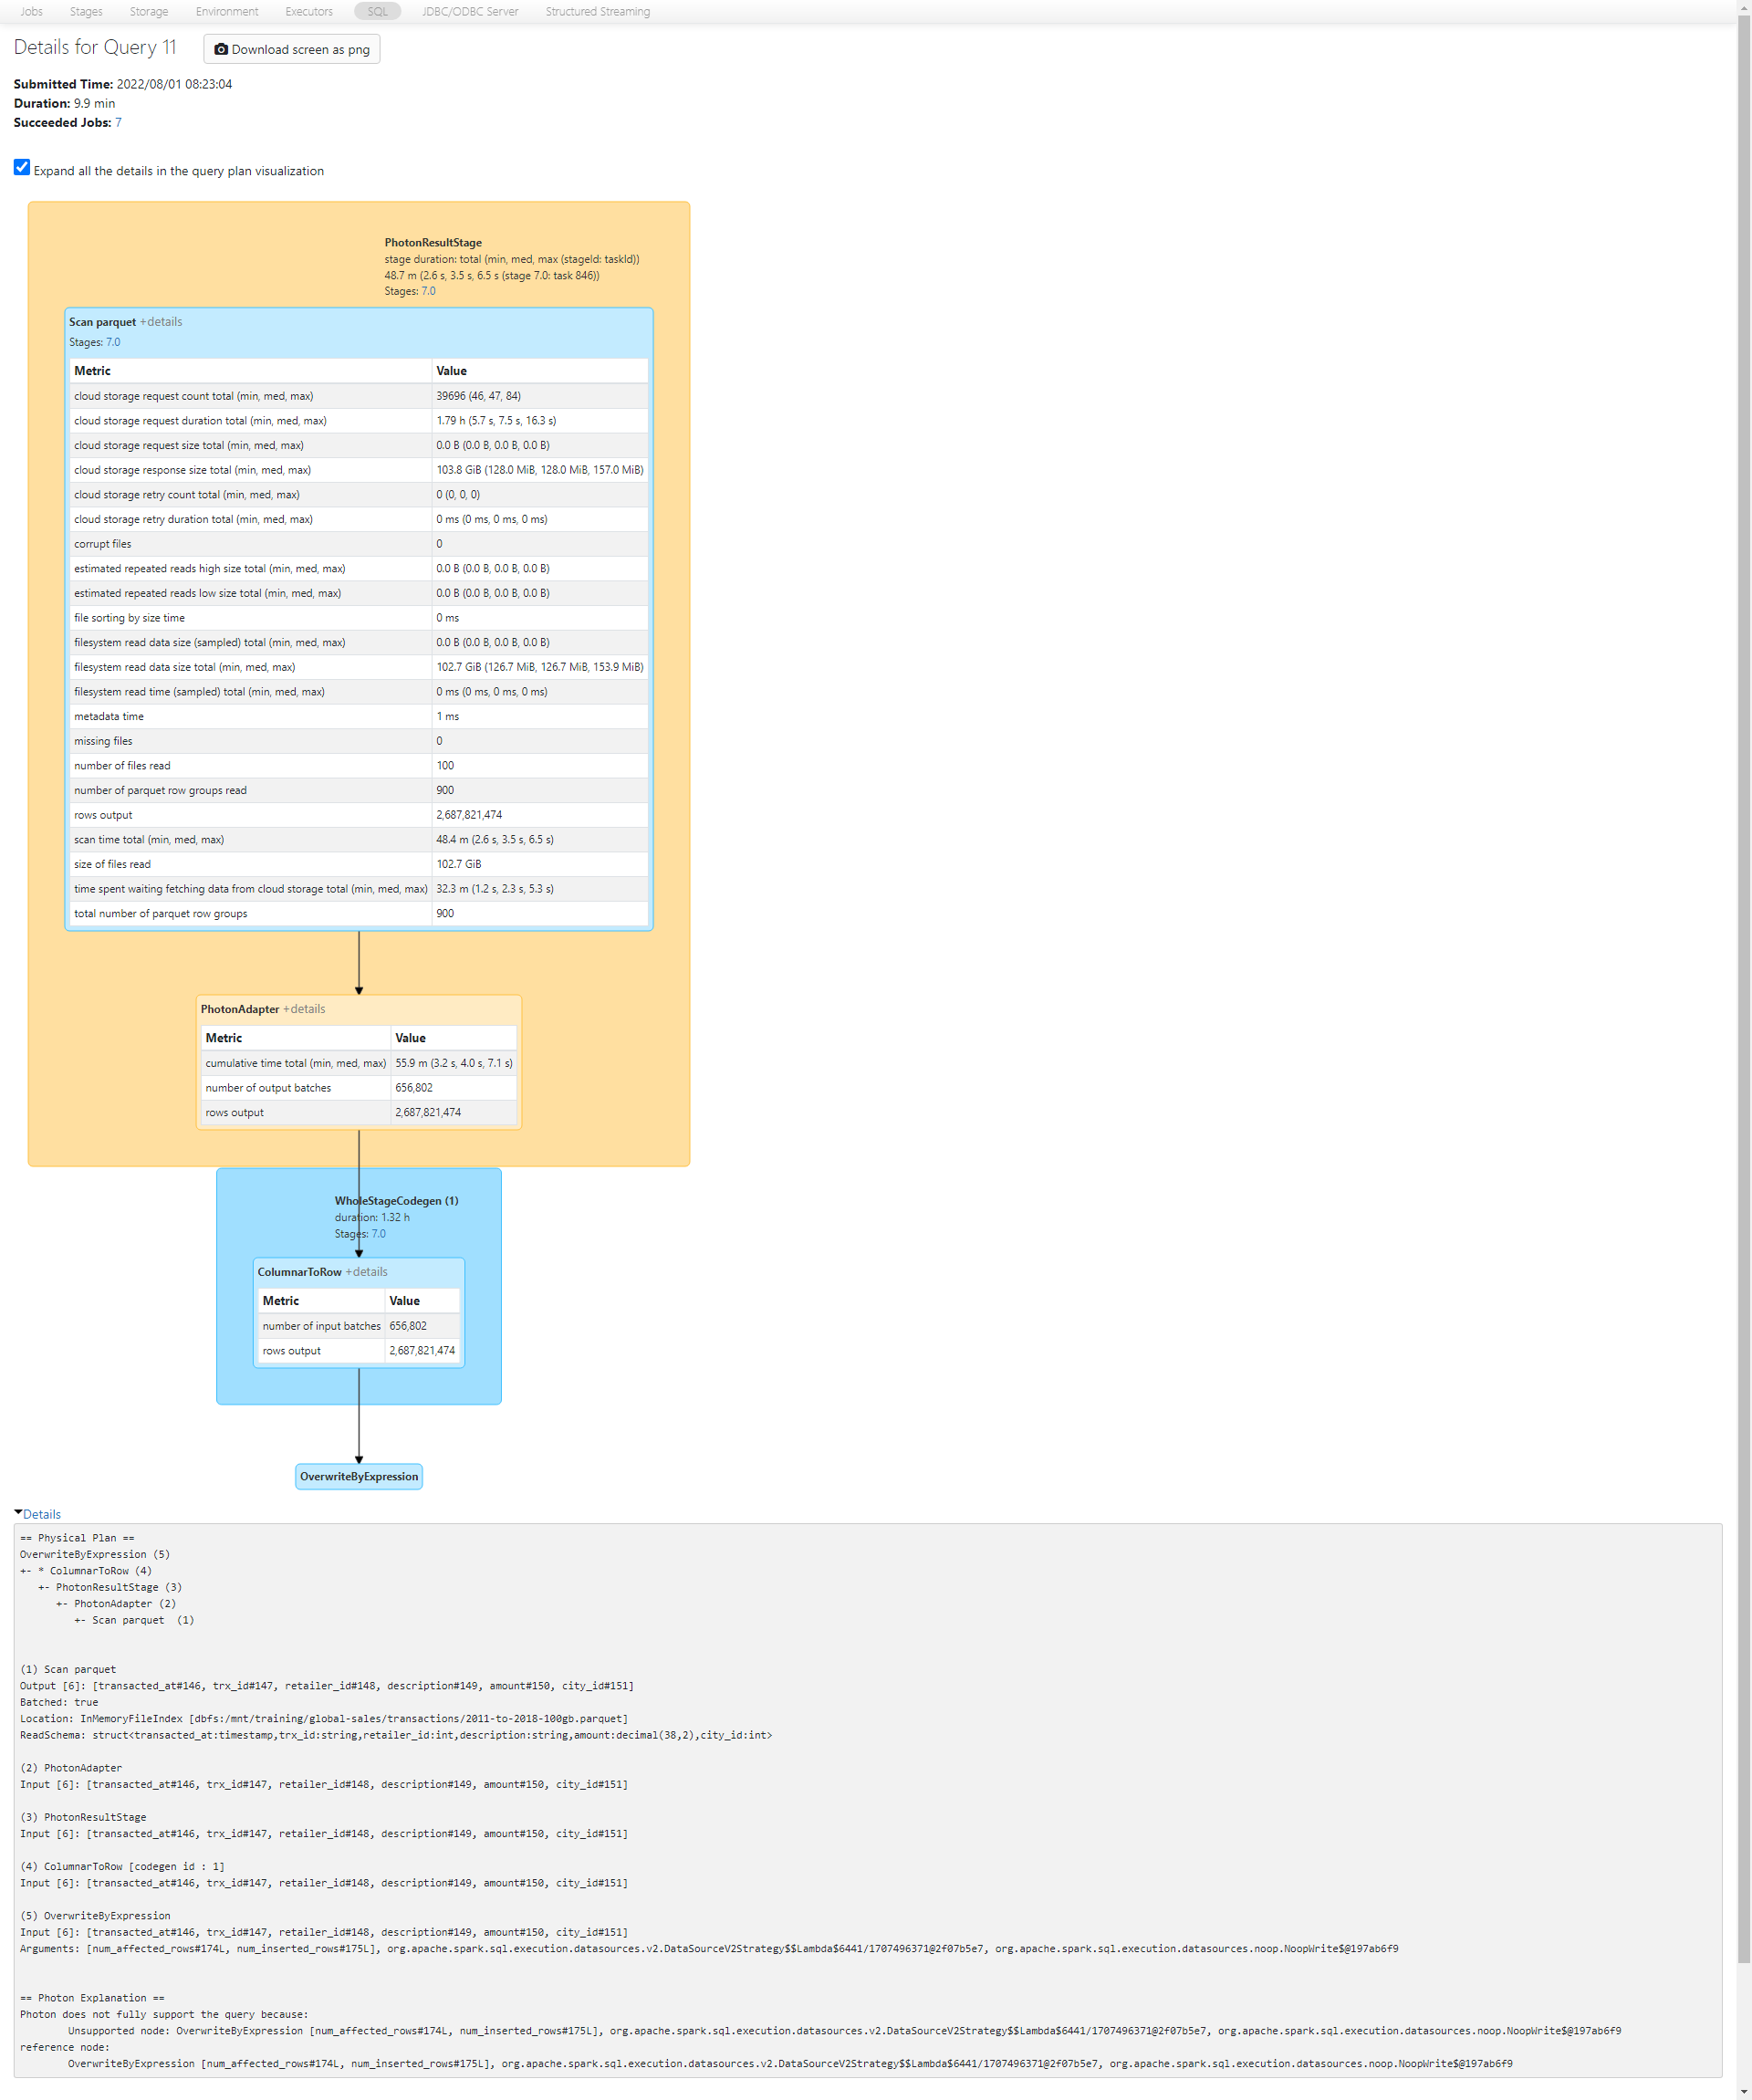 Jobs Stages Storage Environment Executors SQL JDBC/ODBC Server Structured Streaming
Details for Query 11 Download screen as png
Submitted Time: 2022/08/01 08:23:04
Duration: 9.9 min
Succeeded Jobs: 7
Expand all the details in the query plan visualization
PhotonResultStage
stage duration: total (min, med, max (stageId: taskId))
48.7 m (2.6 s, 3.5 s, 6.5 s (stage 7.0: task 846))
Stages: 7.0
Scan parquet +details
Stages: 7.0
Metric Value
cloud storage request count total (min, med, max) 39696 (46, 47, 84)
cloud storage request duration total (min, med, max) 1.79 h (5.7 s, 7.5 s, 16.3 s)
cloud storage request size total (min, med, max) 0.0 B (0.0 B, 0.0 B, 0.0 B)
cloud storage response size total (min, med, max) 103.8 GiB (128.0 MiB, 128.0 MiB, 157.0 MiB)
cloud storage retry count total (min, med, max) 0 (0, 0, 0)
cloud storage retry duration total (min, med, max) 0 ms (0 ms, 0 ms, 0 ms)
corrupt files 0
estimated repeated reads high size total (min, med, max) 0.0 B (0.0 B, 0.0 B, 0.0 B)
estimated repeated reads low size total (min, med, max) 0.0 B (0.0 B, 0.0 B, 0.0 B)
file sorting by size time 0 ms
filesystem read data size (sampled) total (min, med, max) 0.0 B (0.0 B, 0.0 B, 0.0 B)
filesystem read data size total (min, med, max) 102.7 GiB (126.7 MiB, 126.7 MiB, 153.9 MiB)
filesystem read time (sampled) total (min, med, max) 0 ms (0 ms, 0 ms, 0 ms)
metadata time 1 ms
missing files 0
number of files read 100
number of parquet row groups read 900
rows output 2,687,821,474
scan time total (min, med, max) 48.4 m (2.6 s, 3.5 s, 6.5 s)
size of files read 102.7 GiB
time spent waiting fetching data from cloud storage total (min, med, max) 32.3 m (1.2 s, 2.3 s, 5.3 s)
total number of parquet row groups 900
PhotonAdapter +details
Metric Value
cumulative time total (min, med, max) 55.9 m (3.2 s, 4.0 s, 7.1 s)
number of output batches 656,802
rows output 2,687,821,474
WholeStageCodegen (1)
duration: 1.32 h
Stages: 7.0
ColumnarToRow +details
Metric Value
number of input batches 656,802
rows output 2,687,821,474
OverwriteByExpression
Details
== Physical Plan ==
OverwriteByExpression (5)
+- * ColumnarToRow (4)
+- PhotonResultStage (3)
+- PhotonAdapter (2)
+- Scan parquet (1)
(1) Scan parquet
Output [6]: [transacted_at#146, trx_id#147, retailer_id#148, description#149, amount#150, city_id#151]
Batched: true
Location: InMemoryFileIndex [dbfs:/mnt/training/global-sales/transactions/2011-to-2018-100gb.parquet]
ReadSchema: struct<transacted_at:timestamp,trx_id:string,retailer_id:int,description:string,amount:decimal(38,2),city_id:int>
(2) PhotonAdapter
Input [6]: [transacted_at#146, trx_id#147, retailer_id#148, description#149, amount#150, city_id#151]
(3) PhotonResultStage
Input [6]: [transacted_at#146, trx_id#147, retailer_id#148, description#149, amount#150, city_id#151]
(4) ColumnarToRow [codegen id : 1]
Input [6]: [transacted_at#146, trx_id#147, retailer_id#148, description#149, amount#150, city_id#151]
(5) OverwriteByExpression
Input [6]: [transacted_at#146, trx_id#147, retailer_id#148, description#149, amount#150, city_id#151]
Arguments: [num_affected_rows#174L, num_inserted_rows#175L], org.apache.spark.sql.execution.datasources.v2.DataSourceV2Strategy$$Lambda$6441/1707496371@2f07b5e7, org.apache.spark.sql.execution.datasources.noop.NoopWrite$@197ab6f9
== Photon Explanation ==
Photon does not fully support the query because:
Unsupported node: OverwriteByExpression [num_affected_rows#174L, num_inserted_rows#175L], org.apache.spark.sql.execution.datasources.v2.DataSourceV2Strategy$$Lambda$6441/1707496371@2f07b5e7, org.apache.spark.sql.execution.datasources.noop.NoopWrite$@197ab6f9
reference node:
OverwriteByExpression [num_affected_rows#174L, num_inserted_rows#175L], org.apache.spark.sql.execution.datasources.v2.DataSourceV2Strategy$$Lambda$6441/1707496371@2f07b5e7, org.apache.spark.sql.execution.datasources.noop.NoopWrite$@197ab6f9